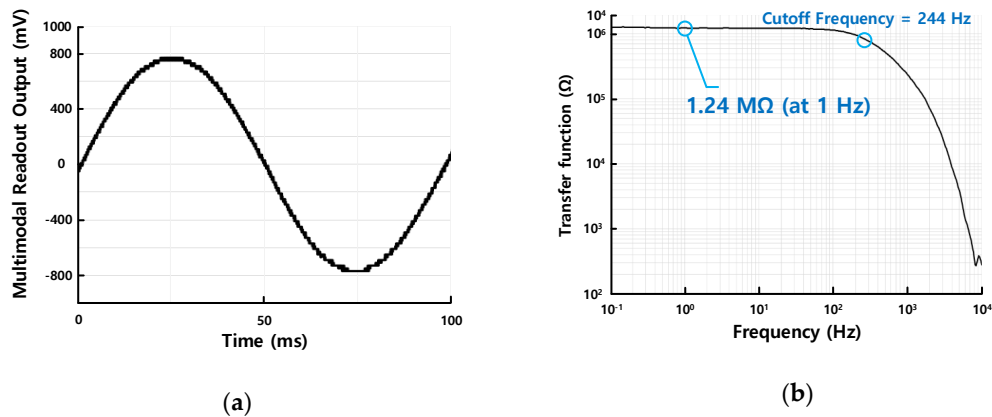 Multimodal Readout Output (mV)
1000
800
400
0
-400
-800
0
50
100
Time (ms)
(a)
Transfer function (Ω)
10⁴
10⁶
10⁵
10⁴
10³
10²
Cutoff Frequency = 244 Hz
1.24 MΩ (at 1 Hz)
10⁻¹
10⁰
10¹
10²
10³
10⁴
Frequency (Hz)
(b)